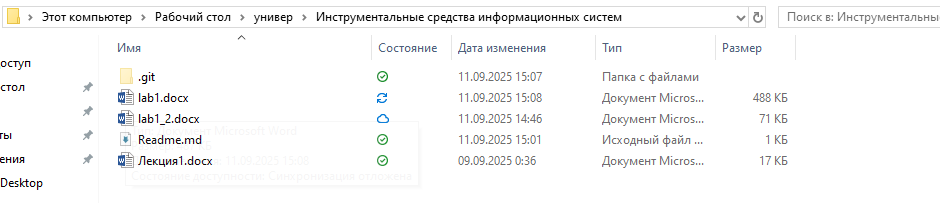 Этот компьютер > Рабочий стол > универ > Инструментальные средства информационных систем
Поиск в: Инструментальны
Имя Состояние Дата изменения Тип Размер
оступ
.git 11.09.2025 15:07 Папка с файлами
стол
lab1.docx 11.09.2025 15:08 Документ Micros... 488 КБ
lab1_2.docx 11.09.2025 14:46 Документ Micros... 71 КБ
ты
Readme.md 11.09.2025 15:01 Исходный файл ... 1 КБ
ения
Лекция1.docx 09.09.2025 0:36 Документ Micros... 17 КБ
Desktop
Microsoft Word
11.09.2025 15:08
Состояние доступности: Синхронизация отложена